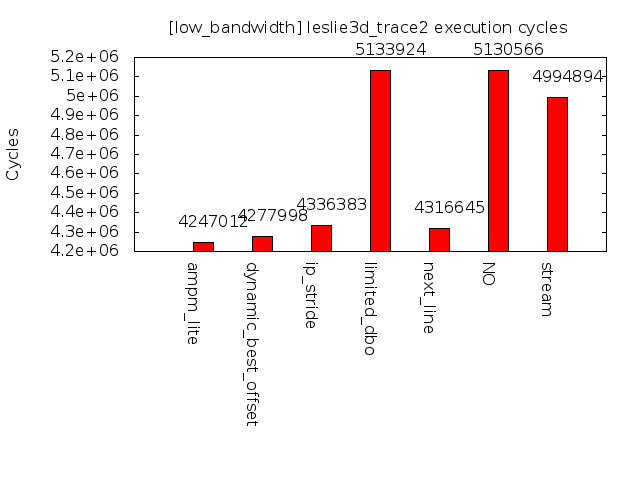 [low_bandwidth] leslie3d_trace2 execution cycles
Cycles
5.2e+06
5.1e+06
5e+06
4.9e+06
4.8e+06
4.7e+06
4.6e+06
4.5e+06
4.4e+06
4.3e+06
4.2e+06
4247012
4277998
4336383
5133924
4316645
5130566
4994894
ampm_lite
dynamic_best_offset
ip_stride
limited_dbo
next_line
NO
stream